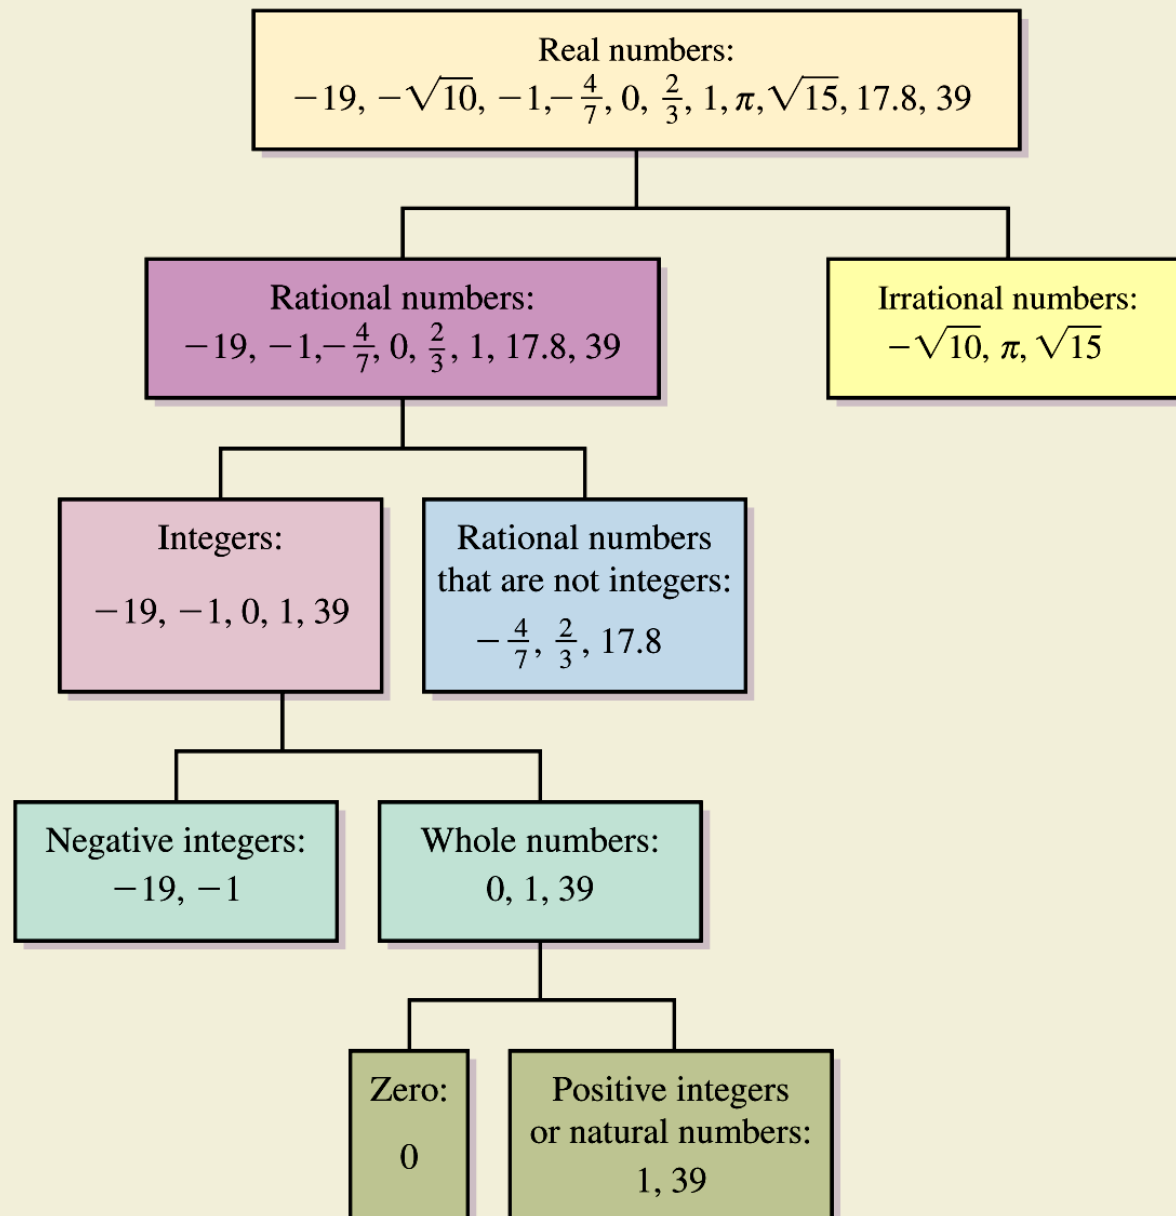 Real numbers:
−19, −√10, −1,−4/7, 0, 2/3, 1, π,√15, 17.8, 39
Rational numbers:
−19, −1,−4/7, 0, 2/3, 1, 17.8, 39
Irrational numbers:
−√10, π, √15
Integers:
−19, −1, 0, 1, 39
Rational numbers
that are not integers:
−4/7, 2/3, 17.8
Negative integers:
−19, −1
Whole numbers:
0, 1, 39
Zero:
0
Positive integers
or natural numbers:
1, 39